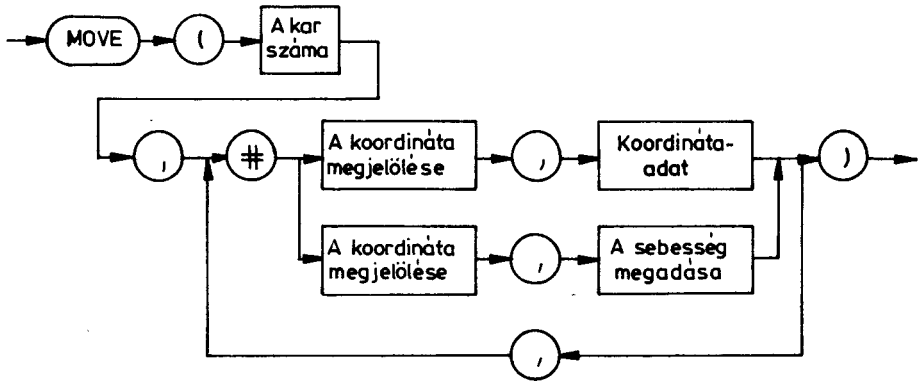 MOVE
(
A kar
száma
,
#
A koordináta
megjelölése
,
Koordináta-
adat
)
A koordináta
megjelölése
,
A sebesség
megadása
,